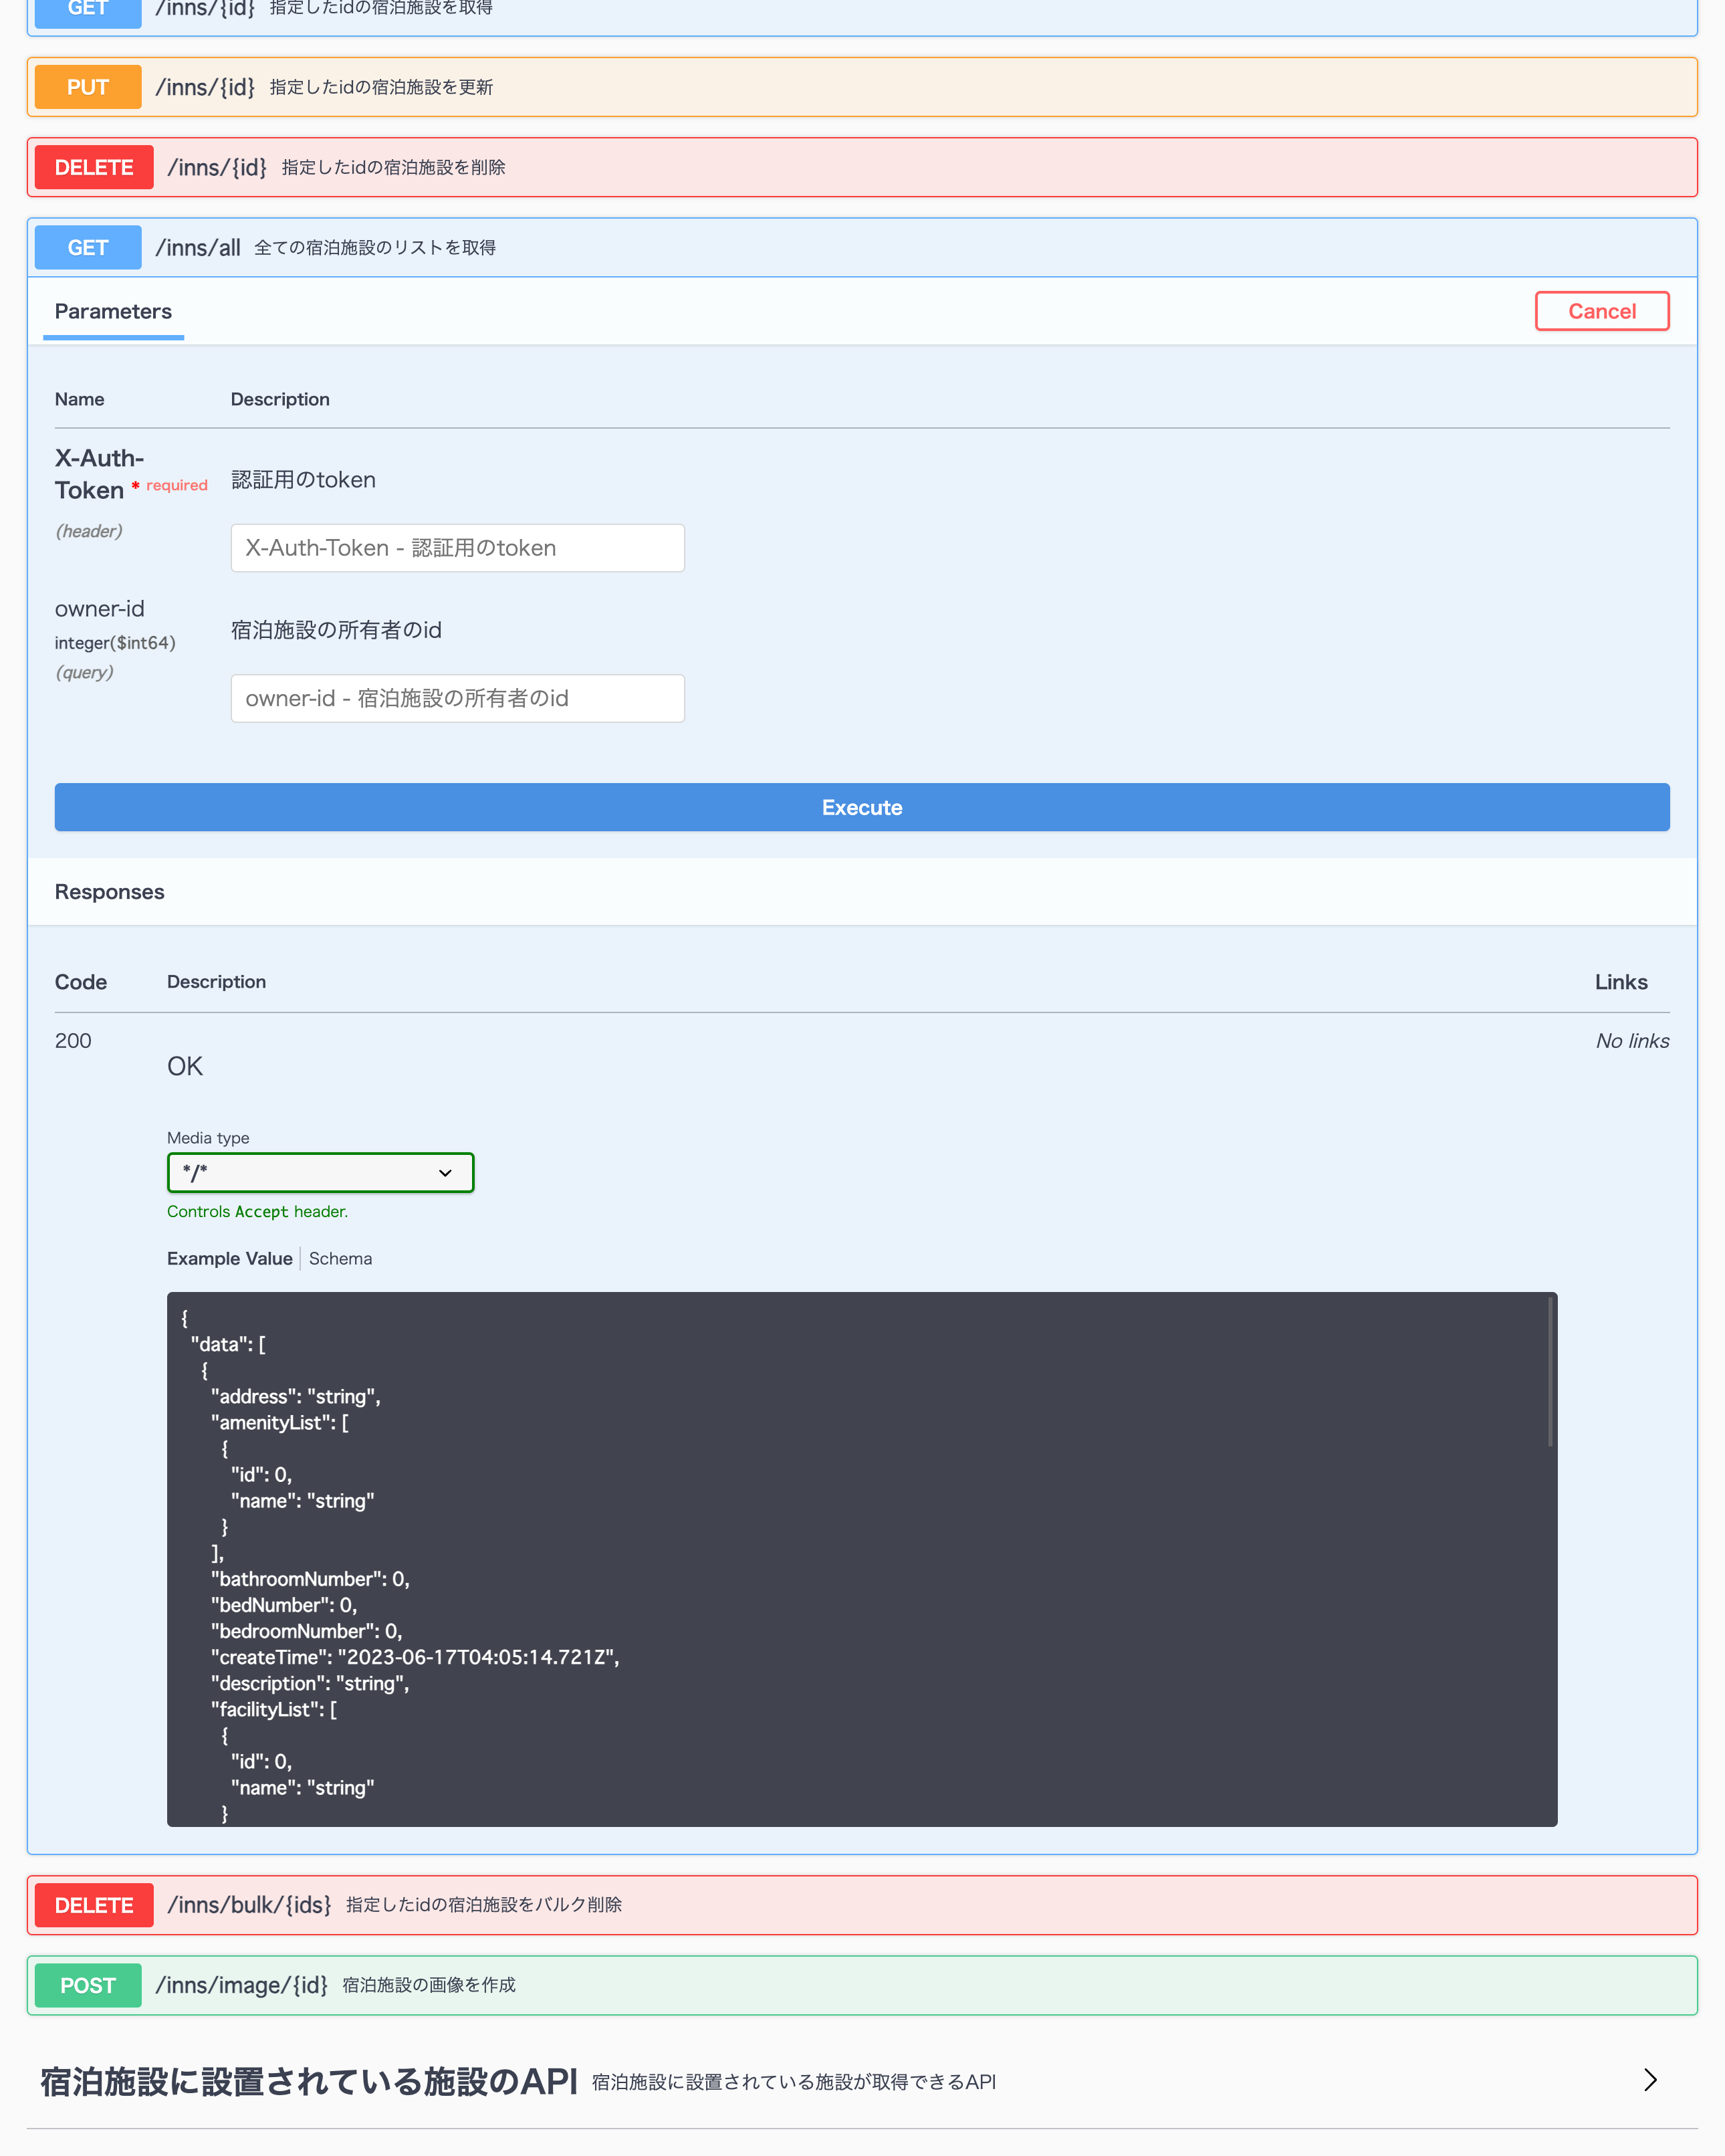 GET /inns/{id} 指定したidの宿泊施設を取得
PUT /inns/{id} 指定したidの宿泊施設を更新
DELETE /inns/{id} 指定したidの宿泊施設を削除
GET /inns/all 全ての宿泊施設のリストを取得
Parameters Cancel
Name Description
X-Auth-
Token * required
(header)
認証用のtoken
X-Auth-Token - 認証用のtoken
owner-id
integer($int64)
(query)
宿泊施設の所有者のid
owner-id - 宿泊施設の所有者のid
Execute
Responses
Code Description Links
200 OK No links
Media type
*/*
Controls Accept header.
Example Value Schema
{
"data": [
{
"address": "string",
"amenityList": [
{
"id": 0,
"name": "string"
}
],
"bathroomNumber": 0,
"bedNumber": 0,
"bedroomNumber": 0,
"createTime": "2023-06-17T04:05:14.721Z",
"description": "string",
"facilityList": [
{
"id": 0,
"name": "string"
}
DELETE /inns/bulk/{ids} 指定したidの宿泊施設をバルク削除
POST /inns/image/{id} 宿泊施設の画像を作成
宿泊施設に設置されている施設のAPI 宿泊施設に設置されている施設が取得できるAPI